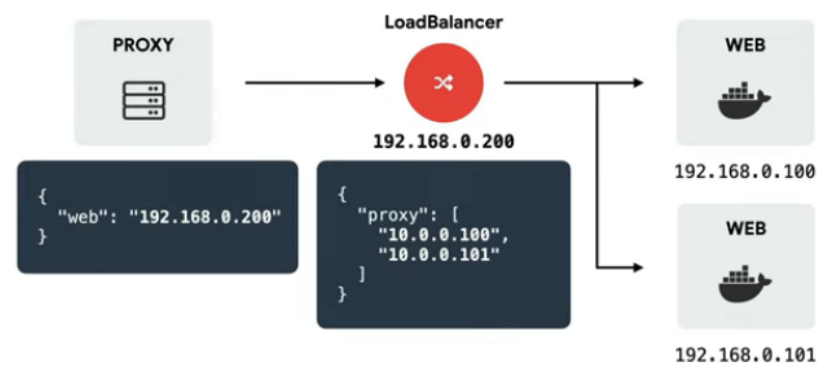 LoadBalancer
PROXY
WEB
192.168.0.200
192.168.0.100
{
"web": "192.168.0.200"
}
{
"proxy": [
"10.0.0.100",
"10.0.0.101"
]
}
WEB
192.168.0.101